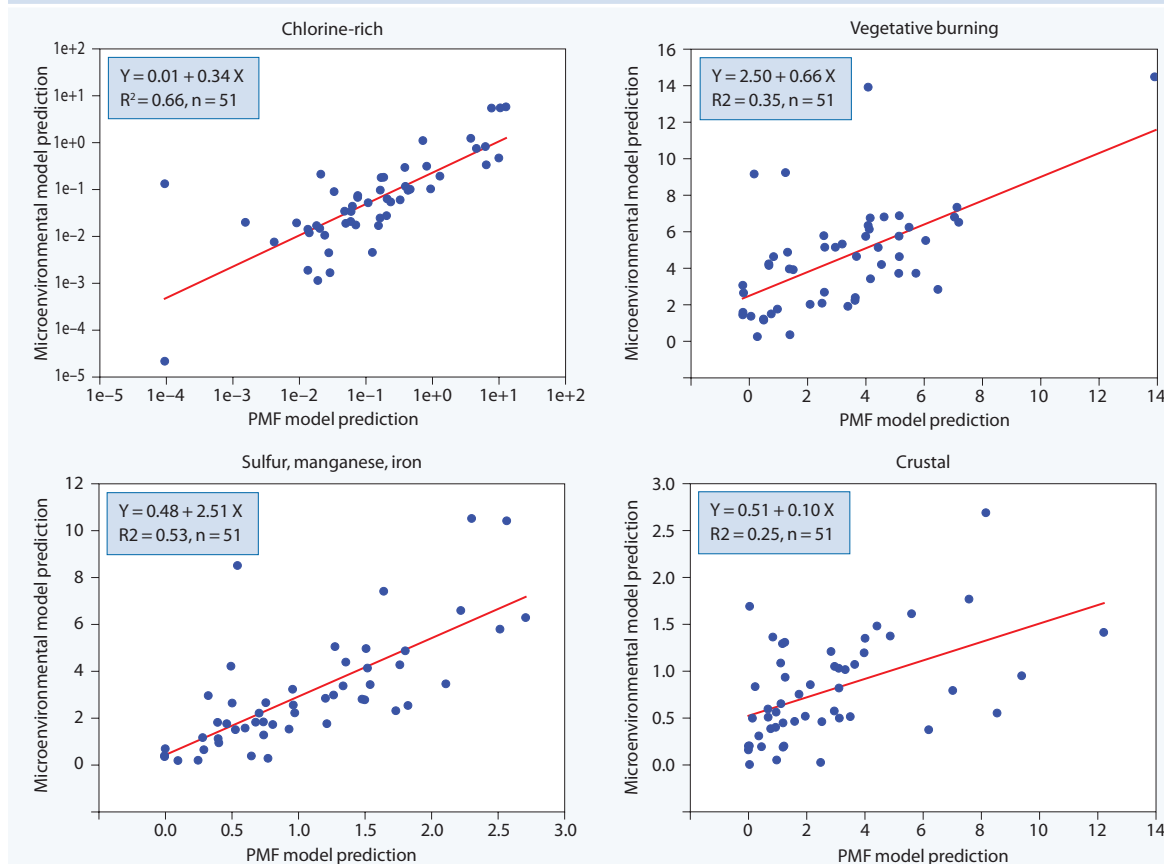 Chlorine-rich
Y = 0.01 + 0.34 X
R² = 0.66, n = 51
1e+2
1e+1
1e+0
1e-1
1e-2
1e-3
1e-4
1e-5
Microenvironmental model prediction
1e-5 1e-4 1e-3 1e-2 1e-1 1e+0 1e+1 1e+2
PMF model prediction
Vegetative burning
Y = 2.50 + 0.66 X
R2 = 0.35, n = 51
16
14
12
10
8
6
4
2
0
Microenvironmental model prediction
0 2 4 6 8 10 12 14
PMF model prediction
Sulfur, manganese, iron
Y = 0.48 + 2.51 X
R2 = 0.53, n = 51
12
10
8
6
4
2
0
Microenvironmental model prediction
0.0 0.5 1.0 1.5 2.0 2.5 3.0
PMF model prediction
Crustal
Y = 0.51 + 0.10 X
R2 = 0.25, n = 51
3.0
2.5
2.0
1.5
1.0
0.5
0.0
Microenvironmental model prediction
0 2 4 6 8 10 12 14
PMF model prediction